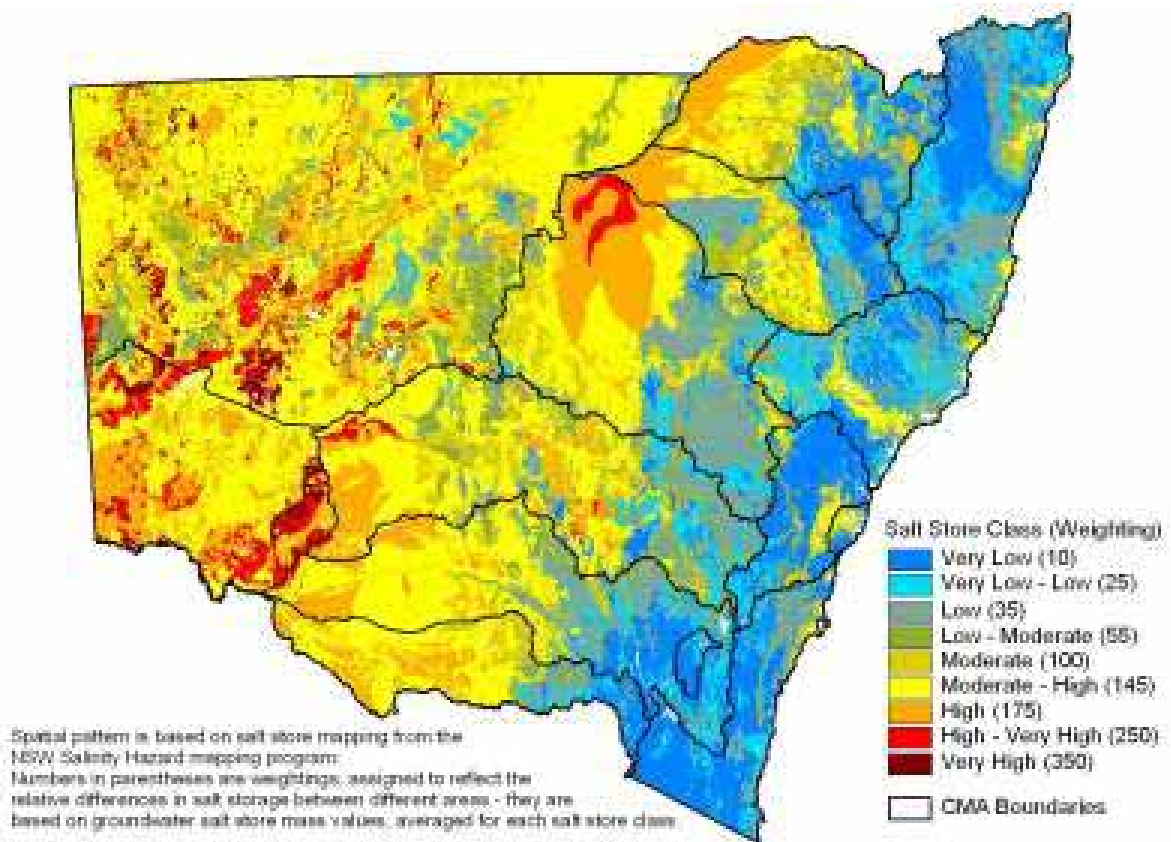 Salt Store Class (Weighting)
Very Low (10)
Very Low - Low (25)
Low (35)
Low - Moderate (55)
Moderate (100)
Moderate - High (145)
High (175)
High - Very High (250)
Very High (350)
CMA Boundaries
Spatial pattern is based on salt store mapping from the
NSW Salinity Hazard mapping program.
Numbers in parentheses are weightings, assigned to reflect the
relative differences in salt storage between different areas - they are
based on groundwater salt store mass values, averaged for each salt store class